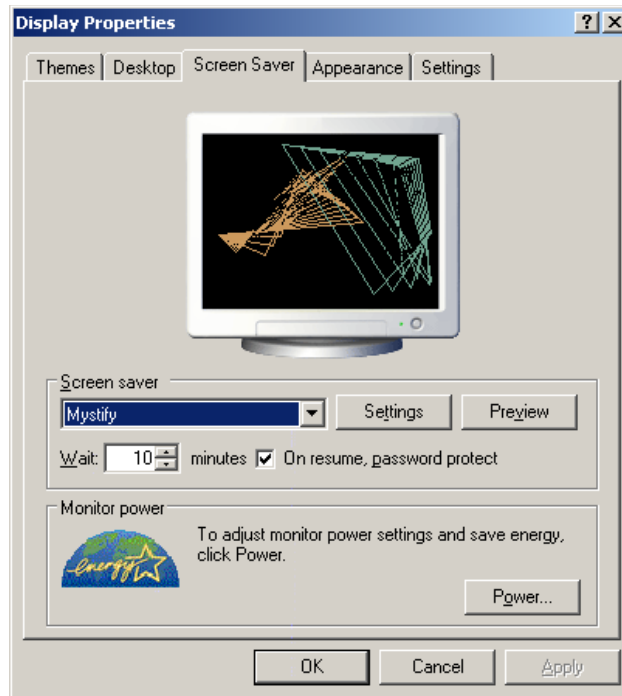 Display Properties
Themes Desktop Screen Saver Appearance Settings
Screen saver
Mystify Settings Preview
Wait: 10 minutes On resume, password protect
Monitor power
energy
To adjust monitor power settings and save energy,
click Power.
Power...
OK Cancel Apply